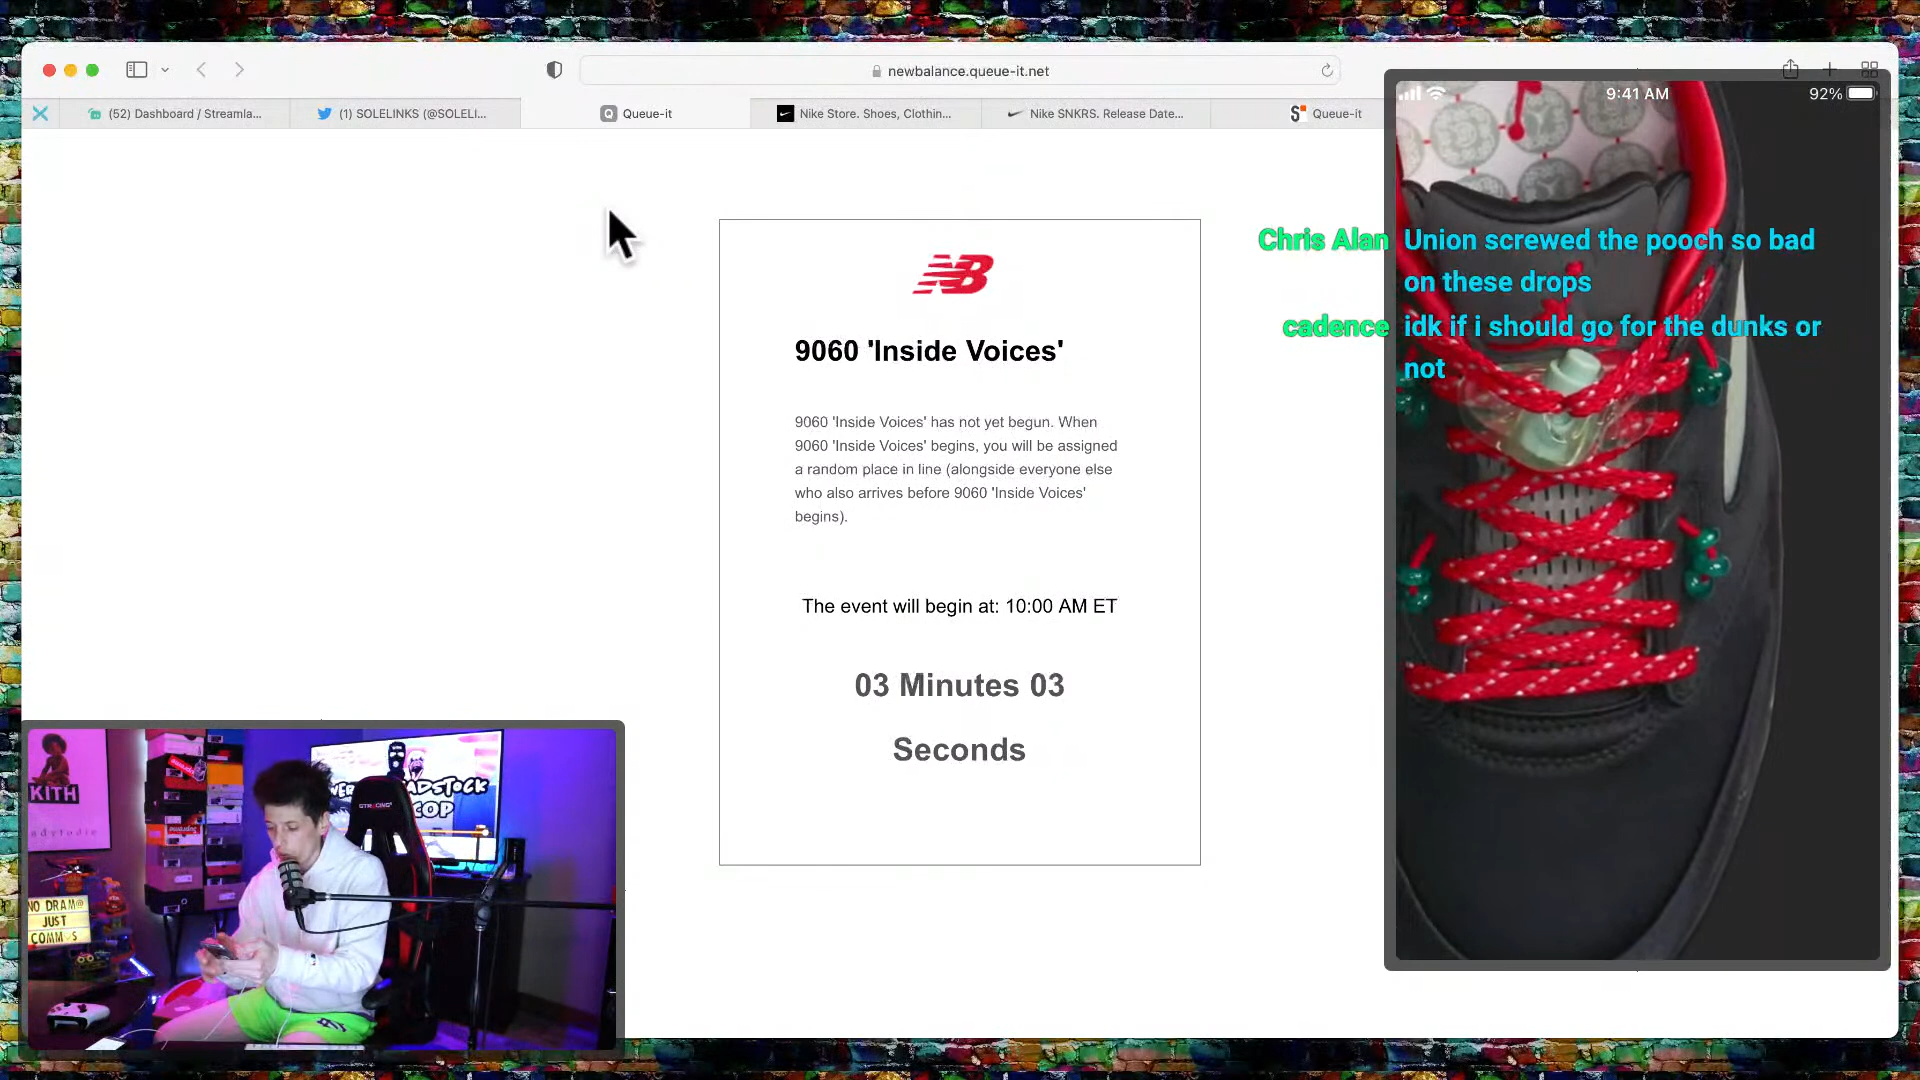 newbalance.queue-it.net
(52) Dashboard / Streamla...
(1) SOLELINKS (@SOLELI...
Queue-it
Nike Store. Shoes, Clothin...
Nike SNKRS. Release Date...
Queue-it
9:41 AM
92%
Chris Alan Union screwed the pooch so bad
on these drops
cadence idk if i should go for the dunks or
not
NB
9060 'Inside Voices'
9060 'Inside Voices' has not yet begun. When
9060 'Inside Voices' begins, you will be assigned
a random place in line (alongside everyone else
who also arrives before 9060 'Inside Voices'
begins).
The event will begin at: 10:00 AM ET
03 Minutes 03
Seconds
KITH
NO DRAM@
JUST
COP